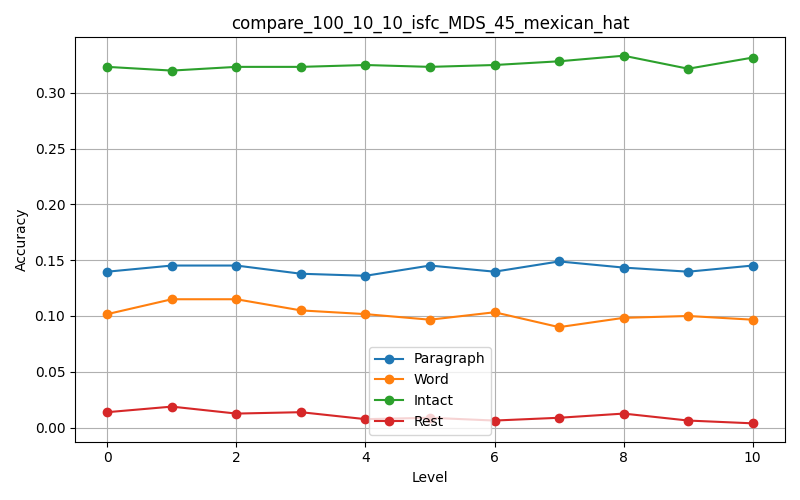 compare_100_10_10_isfc_MDS_45_mexican_hat
Accuracy
0.30
0.25
0.20
0.15
0.10
0.05
0.00
Paragraph
Word
Intact
Rest
0 2 4 6 8 10
Level